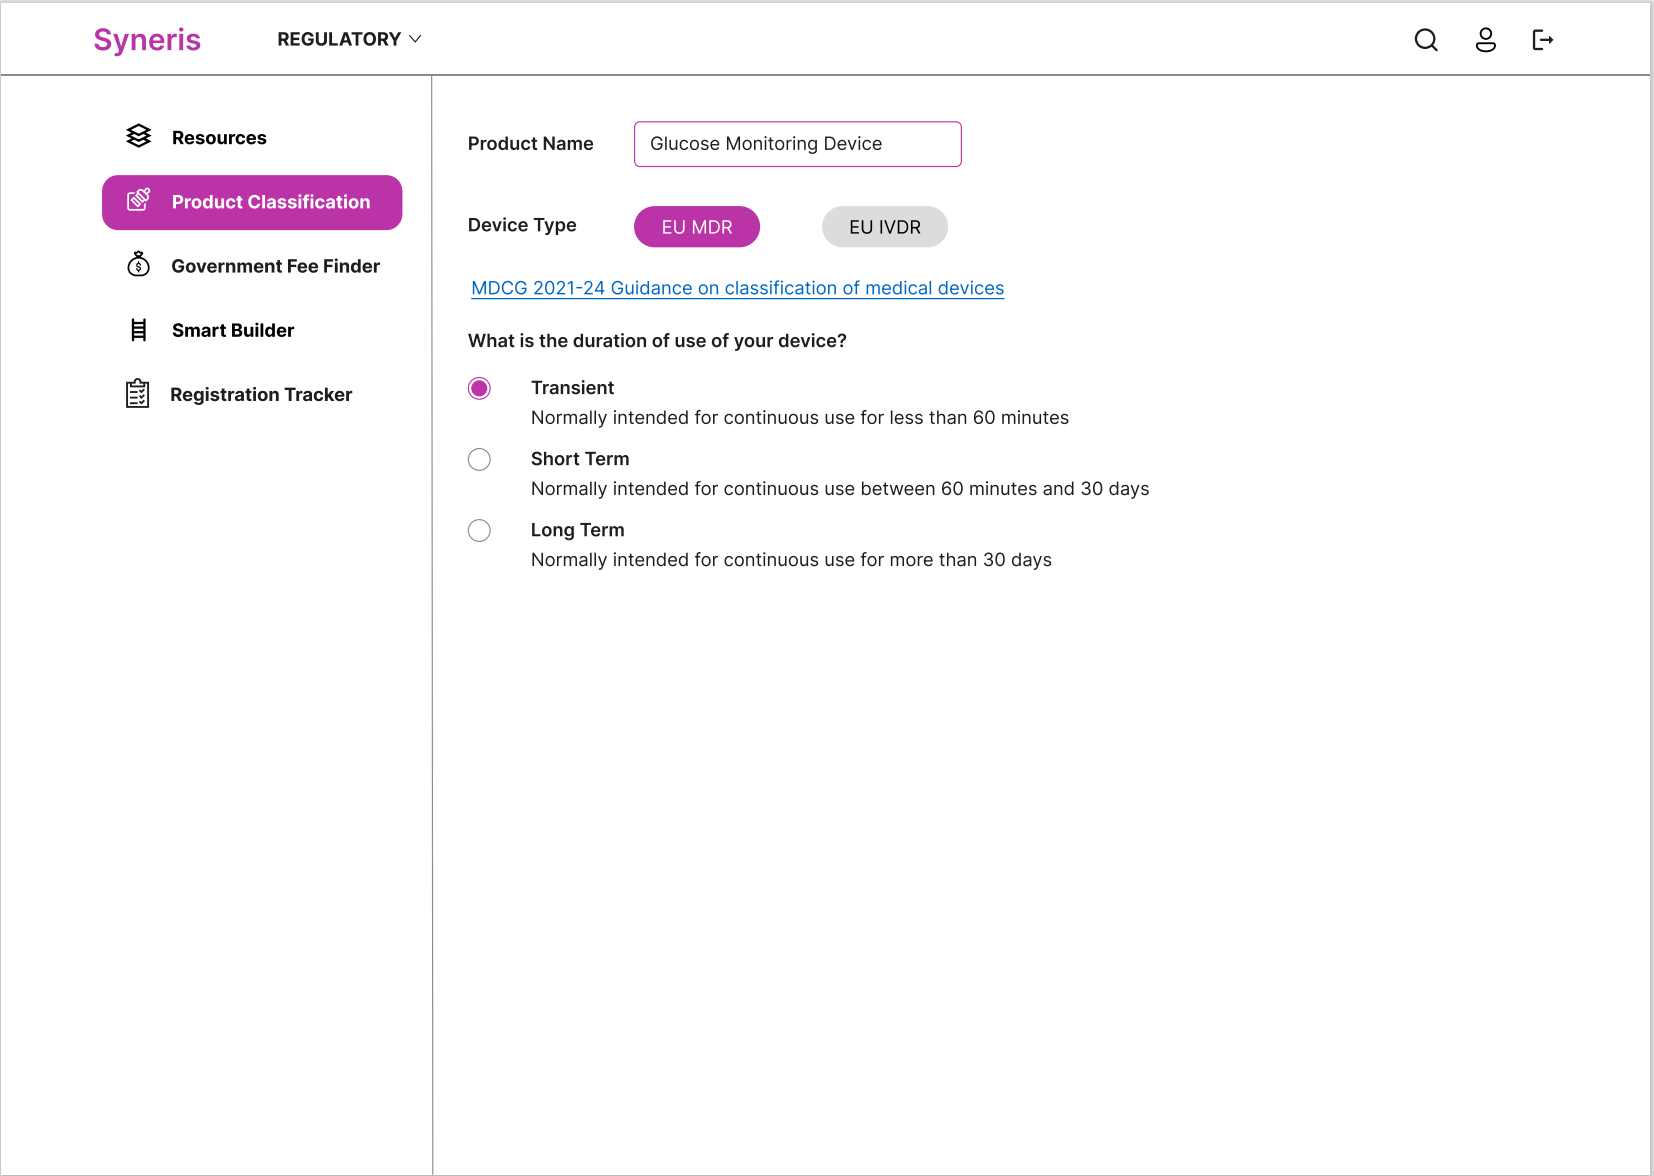 Syneris
REGULATORY
Resources
Product Classification
Government Fee Finder
Smart Builder
Registration Tracker
Product Name
Glucose Monitoring Device
Device Type
EU MDR
EU IVDR
MDCG 2021-24 Guidance on classification of medical devices
What is the duration of use of your device?
Transient
Normally intended for continuous use for less than 60 minutes
Short Term
Normally intended for continuous use between 60 minutes and 30 days
Long Term
Normally intended for continuous use for more than 30 days